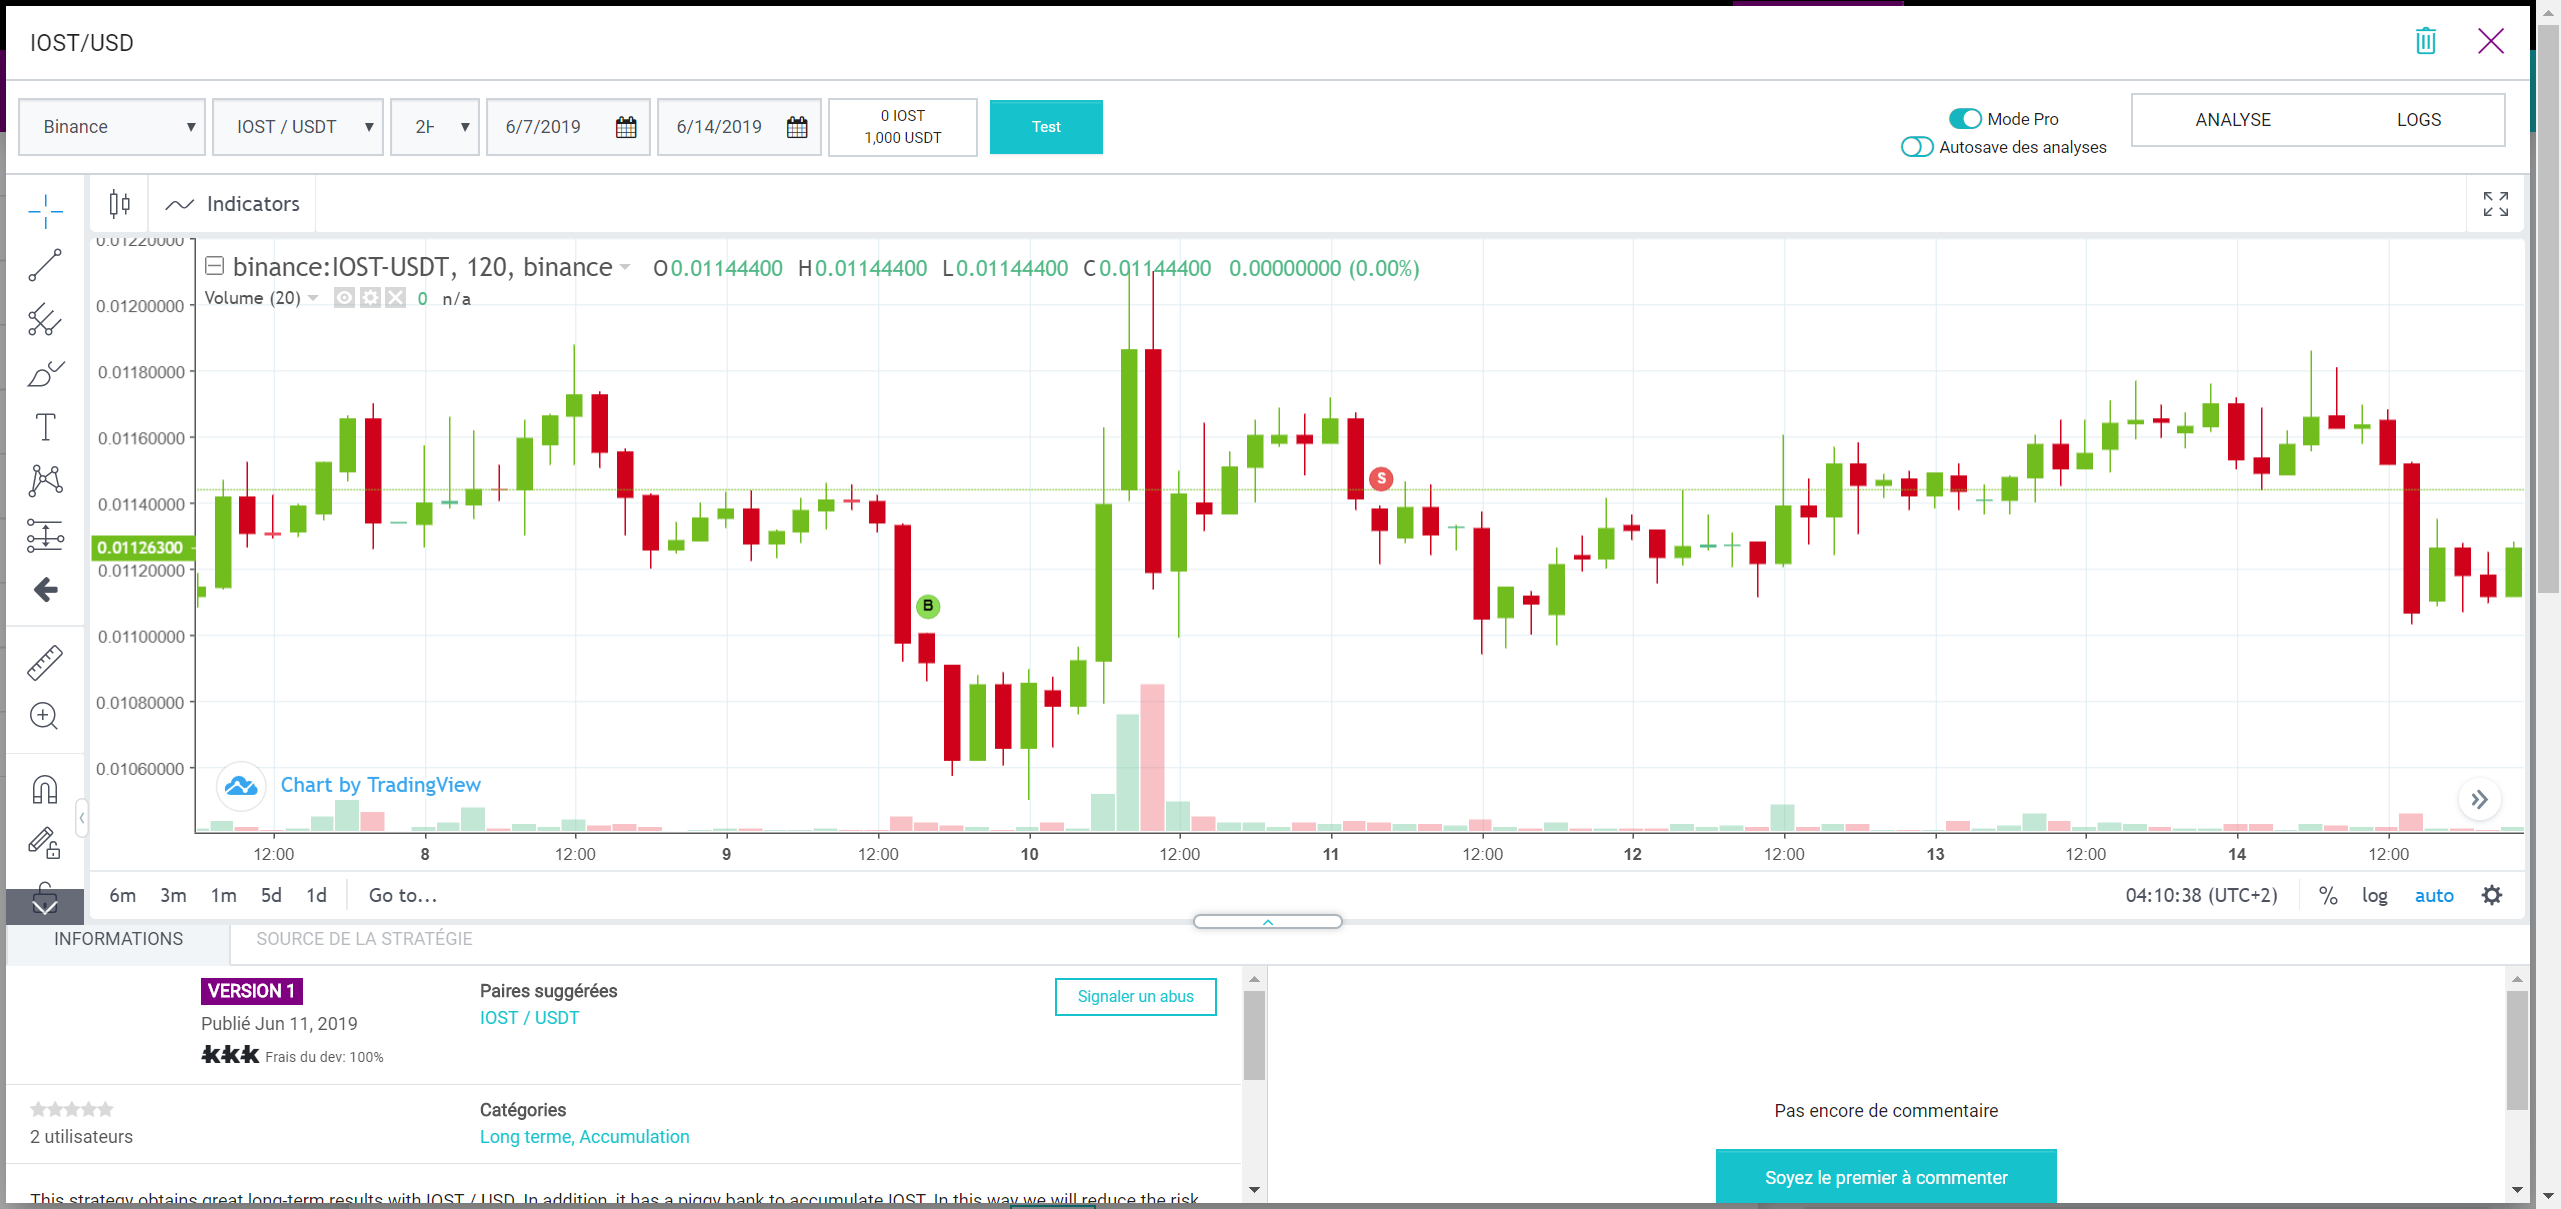 IOST/USD
Binance IOST / USDT 2H 6/7/2019 6/14/2019 0 IOST Test
1,000 USDT
Mode Pro
Autosave des analyses
ANALYSE LOGS
Indicators
0.01220000
binance:IOST-USDT, 120, binance O0.01144400 H0.01144400 L0.01144400 C0.01144400 0.00000000 (0.00%)
Volume (20) 0 n/a
0.01200000
0.01180000
0.01160000
S
0.01140000
0.01126300
0.01120000
B
0.01100000
0.01080000
0.01060000
Chart by TradingView
12:00 8 12:00 9 12:00 10 12:00 11 12:00 12 12:00 13 12:00 14 12:00
6m 3m 1m 5d 1d Go to... 04:10:38 (UTC+2) % log auto
INFORMATIONS SOURCE DE LA STRATÉGIE
VERSION 1
Publié Jun 11, 2019
kkk Frais du dev: 100%
Paires suggérées
IOST / USDT
Signaler un abus
2 utilisateurs
Catégories
Long terme, Accumulation
This strategy obtains great long-term results with IOST / USD. In addition, it has a piggy bank to accumulate IOST. In this way we will reduce the risk
Pas encore de commentaire
Soyez le premier à commenter